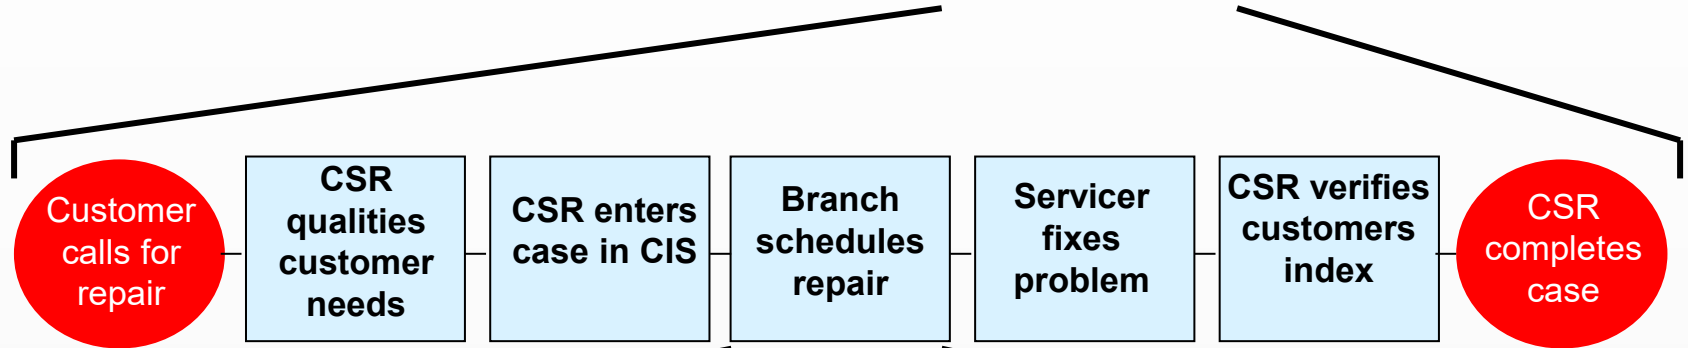 Customer
calls for
repair
CSR
qualities
customer
needs
CSR enters
case in CIS
Branch
schedules
repair
Servicer
fixes
problem
CSR verifies
customers
index
CSR
completes
case